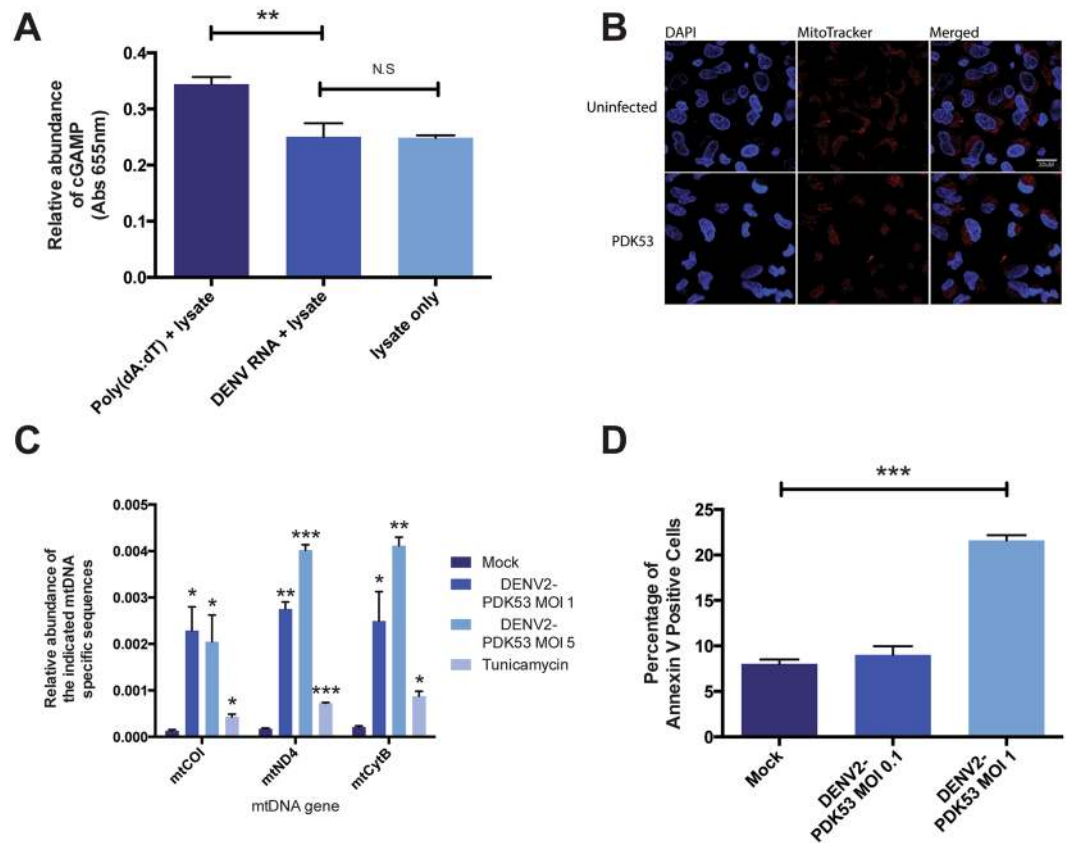 A
**
N.S
Relative abundance
of cGAMP
(Abs 655nm)
0.4
0.3
0.2
0.1
0.0
Poly(dA:dT) + lysate
DENV RNA + lysate
lysate only
B
DAPI
MitoTracker
Merged
Uninfected
PDK53
C
Relative abundance of
the indicated mtDNA
specific sequences
0.005
0.004
0.003
0.002
0.001
0.000
* * *
** *** ***
* ** *
mtCOI
mtND4
mtCytB
mtDNA gene
Mock
DENV2-
PDK53 MOI 1
DENV2-
PDK53 MOI 5
Tunicamycin
D
***
Percentage of
Annexin V Positive Cells
25
20
15
10
5
0
Mock
DENV2-
PDK53 MOI 0.1
DENV2-
PDK53 MOI 1